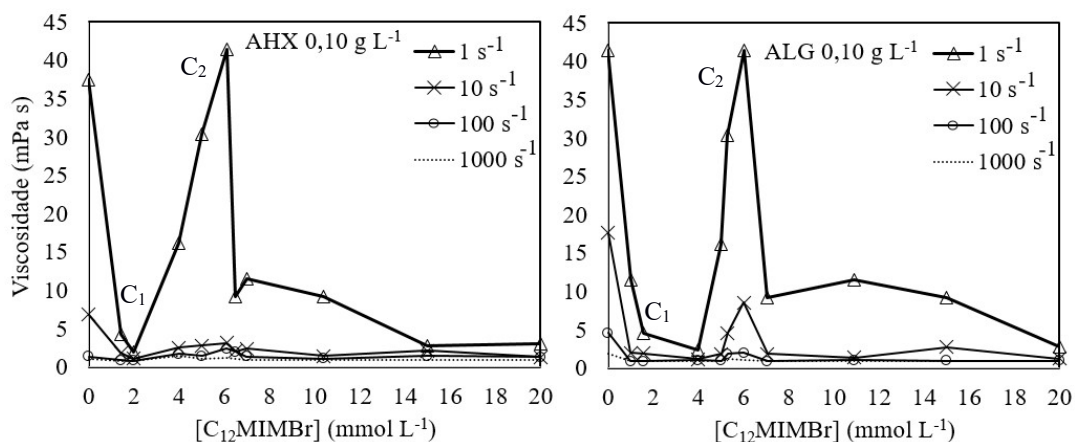 45
40
35
30
25
20
15
10
5
0
Viscosidade (mPa s)
AHX 0,10 g L⁻¹
C₂
C₁
1 s⁻¹
10 s⁻¹
100 s⁻¹
1000 s⁻¹
0 2 4 6 8 10 12 14 16 18 20
[C₁₂MIMBr] (mmol L⁻¹)
45
40
35
30
25
20
15
10
5
0
ALG 0,10 g L⁻¹
C₂
C₁
1 s⁻¹
10 s⁻¹
100 s⁻¹
1000 s⁻¹
0 2 4 6 8 10 12 14 16 18 20
[C₁₂MIMBr] (mmol L⁻¹)